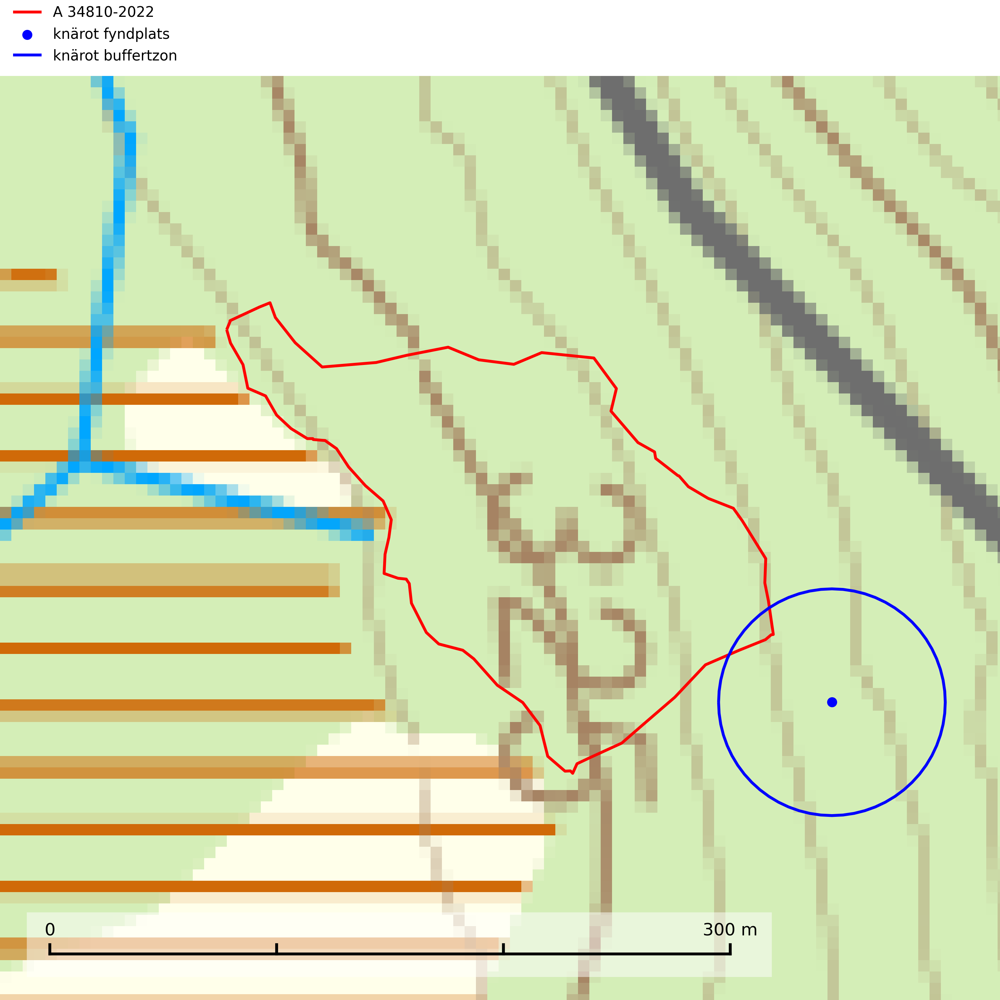 A 34810-2022
knärot fyndplats
knärot buffertzon
0 300 m